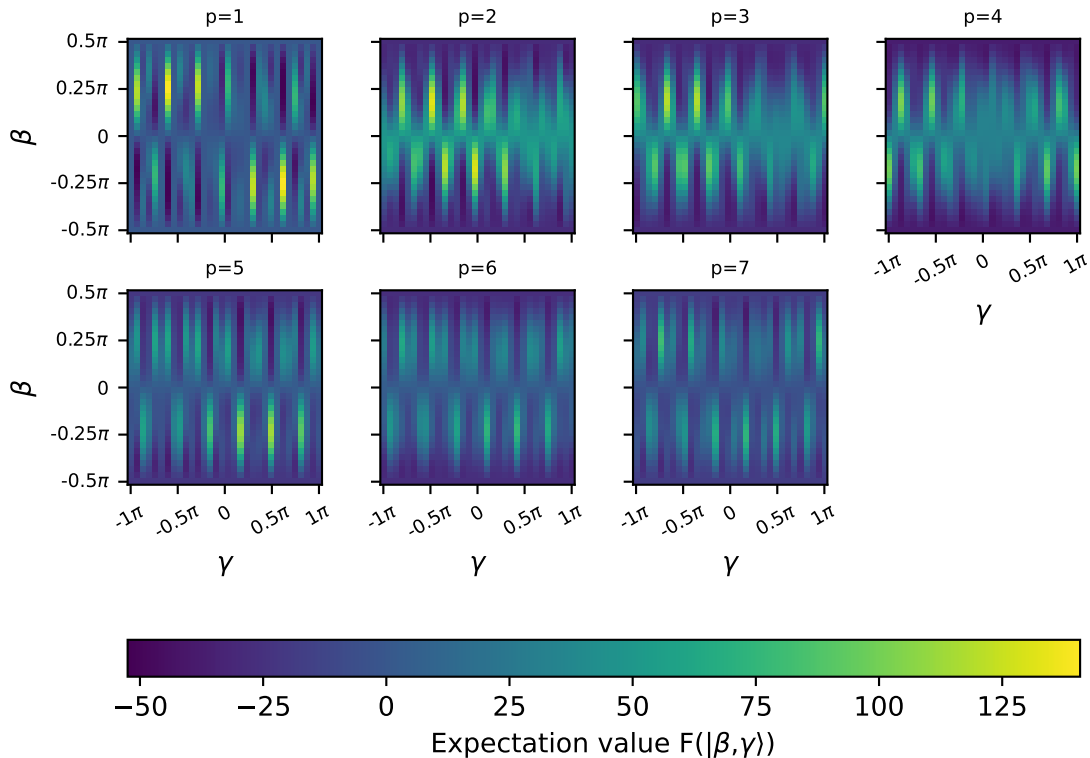 p=1 p=2 p=3 p=4
0.5π
0.25π
0
-0.25π
-0.5π
β
-1π -0.5π 0 0.5π 1π
γ
p=5 p=6 p=7
0.5π
0.25π
0
-0.25π
-0.5π
β
-1π -0.5π 0 0.5π 1π -1π -0.5π 0 0.5π 1π -1π -0.5π 0 0.5π 1π
γ γ γ
−50 −25 0 25 50 75 100 125
Expectation value F(|β,γ⟩)